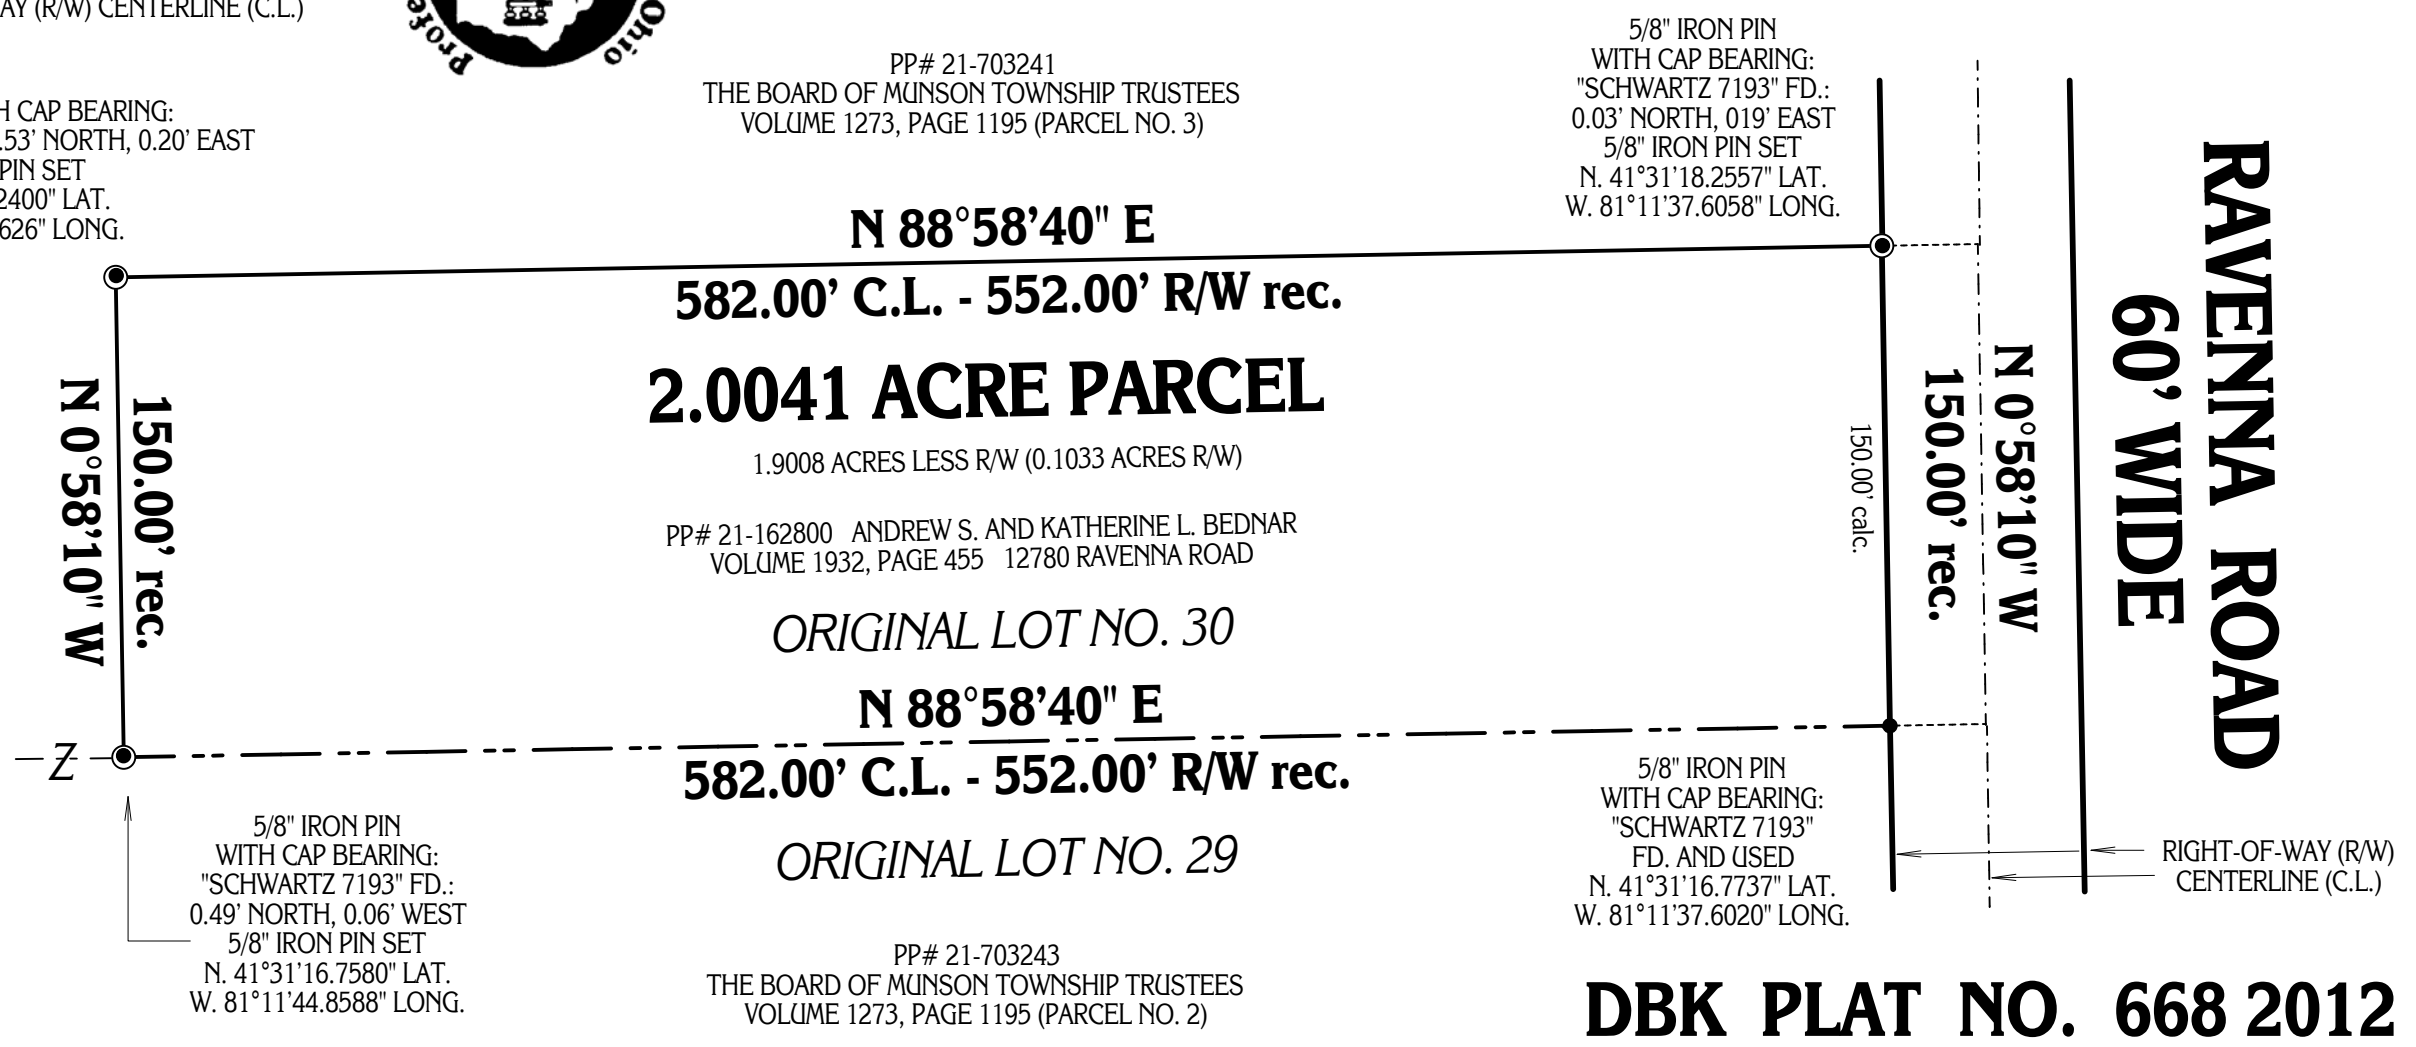 AY (R/W) CENTERLINE (C.L.)
Profe
Ohio
H CAP BEARING:
.53' NORTH, 0.20' EAST
PIN SET
2400" LAT.
626" LONG.
PP# 21-703241
THE BOARD OF MUNSON TOWNSHIP TRUSTEES
VOLUME 1273, PAGE 1195 (PARCEL NO. 3)
5/8" IRON PIN
WITH CAP BEARING:
"SCHWARTZ 7193" FD.:
0.03' NORTH, 019' EAST
5/8" IRON PIN SET
N. 41°31'18.2557" LAT.
W. 81°11'37.6058" LONG.
N 88°58'40" E
582.00' C.L. - 552.00' R/W rec.
2.0041 ACRE PARCEL
1.9008 ACRES LESS R/W (0.1033 ACRES R/W)
PP# 21-162800 ANDREW S. AND KATHERINE L. BEDNAR
VOLUME 1932, PAGE 455 12780 RAVENNA ROAD
ORIGINAL LOT NO. 30
N 0°58'10" W
150.00' rec.
150.00' calc.
150.00' rec.
N 0°58'10" W
RAVENNA ROAD
60' WIDE
N 88°58'40" E
582.00' C.L. - 552.00' R/W rec.
Z
ORIGINAL LOT NO. 29
5/8" IRON PIN
WITH CAP BEARING:
"SCHWARTZ 7193" FD.:
0.49' NORTH, 0.06' WEST
5/8" IRON PIN SET
N. 41°31'16.7580" LAT.
W. 81°11'44.8588" LONG.
PP# 21-703243
THE BOARD OF MUNSON TOWNSHIP TRUSTEES
VOLUME 1273, PAGE 1195 (PARCEL NO. 2)
5/8" IRON PIN
WITH CAP BEARING:
"SCHWARTZ 7193"
FD. AND USED
N. 41°31'16.7737" LAT.
W. 81°11'37.6020" LONG.
RIGHT-OF-WAY (R/W)
CENTERLINE (C.L.)
DBK PLAT NO. 668 2012